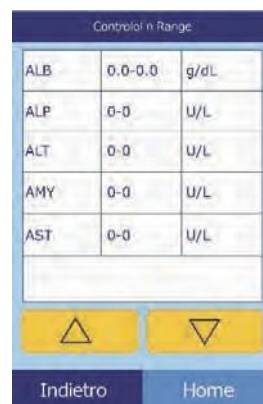 Controlol n Range
ALB 0.0-0.0 g/dL
ALP 0-0 U/L
ALT 0-0 U/L
AMY 0-0 U/L
AST 0-0 U/L
Indietro Home